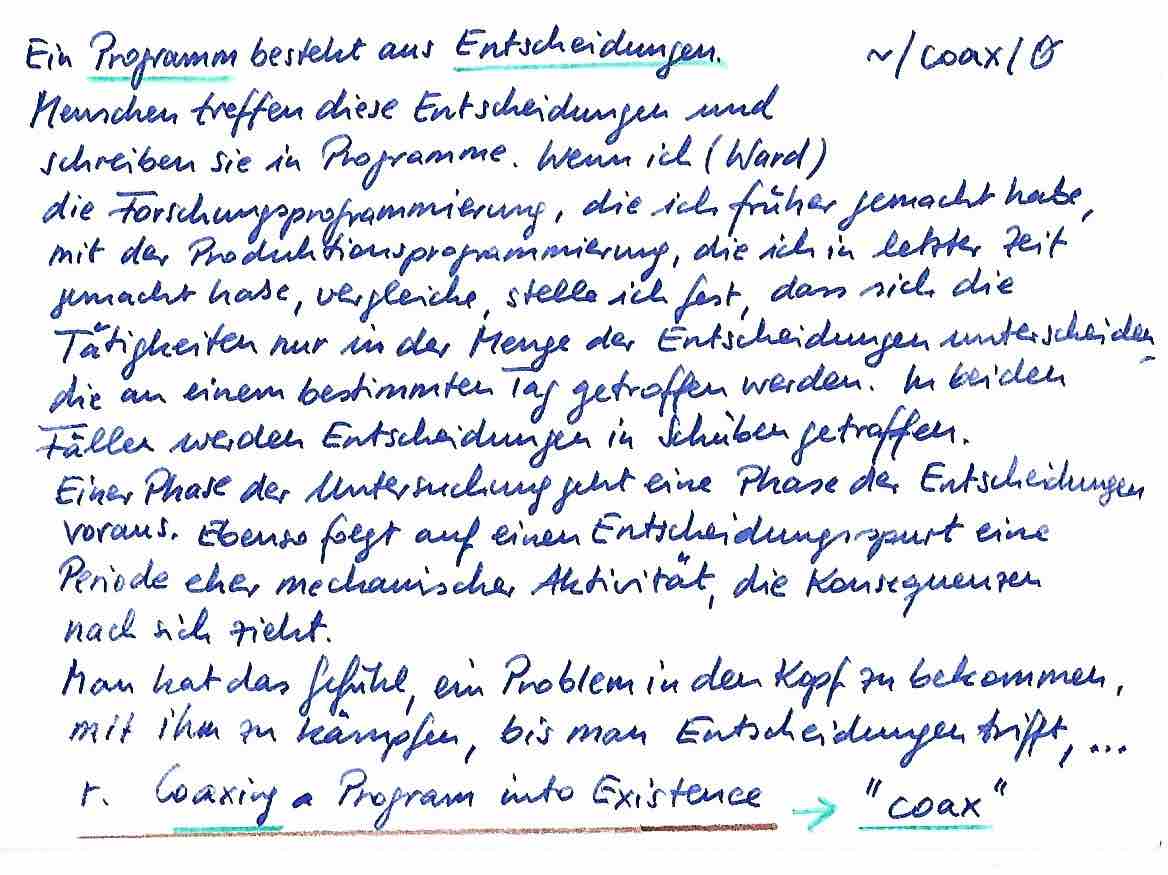 Ein Programm besteht aus Entscheidungen. ~/coax/
Menschen treffen diese Entscheidungen und
schreiben sie in Programme. Wenn ich (Ward)
die Forschungsprogrammierung, die ich früher gemacht habe,
mit der Produktionsprogrammierung, die ich in letzter Zeit
gemacht habe, vergleiche, stelle ich fest, dass sich die
Tätigkeiten nur in der Menge der Entscheidungen unterscheiden,
die an einem bestimmten Tag getroffen werden. In beiden
Fällen werden Entscheidungen in Schüben getroffen.
Einer Phase der Untersuchung geht eine Phase der Entscheidungen
voraus. Ebenso folgt auf einen Entscheidungsspurt eine
Periode eher mechanischer Aktivität, die Konsequenzen
nach sich zieht.
Man hat das Gefühl, ein Problem in den Kopf zu bekommen,
mit ihm zu kämpfen, bis man Entscheidungen trifft, ...
r. Coaxing a Program into Existence → "coax"